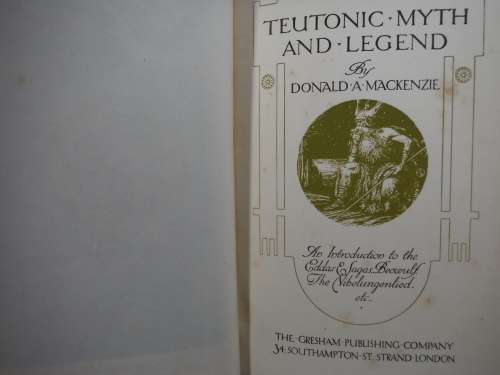 TEUTONIC · MYTH
AND · LEGEND
By
DONALD · A · MACKENZIE
An Introduction to the
Eddas & Sagas, Beowulf,
The Nibelungenlied.
etc.
THE · GRESHAM · PUBLISHING · COMPANY
34 · SOUTHAMPTON · ST. STRAND · LONDON